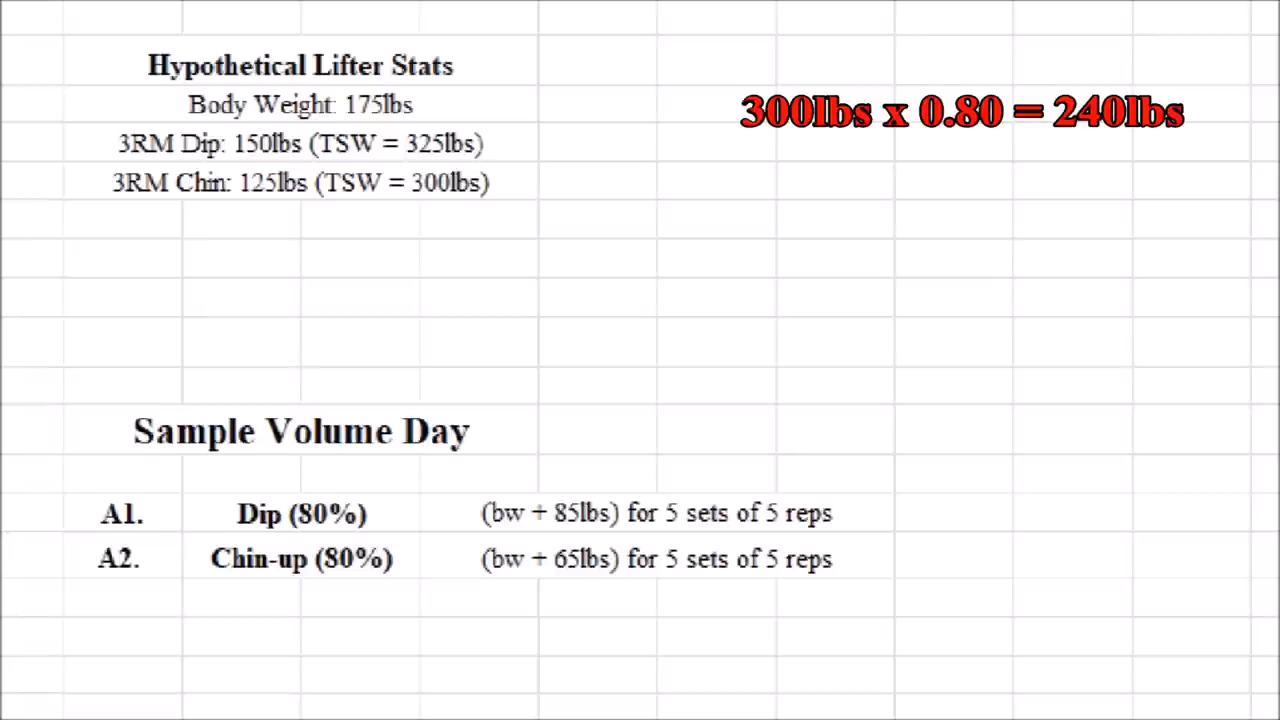 Hypothetical Lifter Stats
Body Weight: 175lbs
3RM Dip: 150lbs (TSW = 325lbs)
3RM Chin: 125lbs (TSW = 300lbs)
300lbs x 0.80 = 240lbs
Sample Volume Day
A1. Dip (80%) (bw + 85lbs) for 5 sets of 5 reps
A2. Chin-up (80%) (bw + 65lbs) for 5 sets of 5 reps